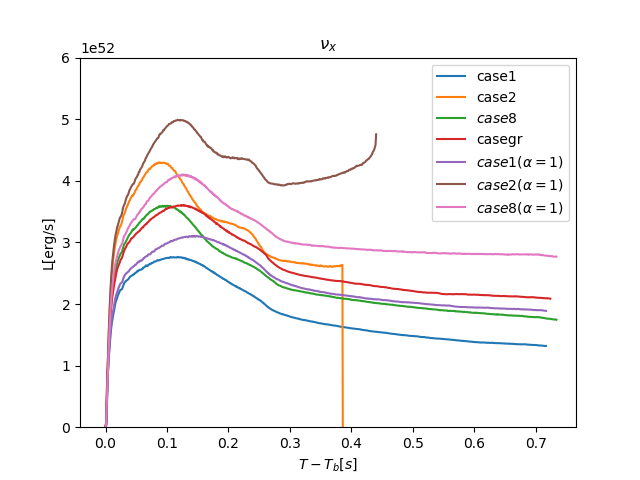 ν_x
1e52
6
5
4
3
2
1
0
L[erg/s]
0.0 0.1 0.2 0.3 0.4 0.5 0.6 0.7
T − T_b[s]
case1
case2
case8
casegr
case1(α = 1)
case2(α = 1)
case8(α = 1)